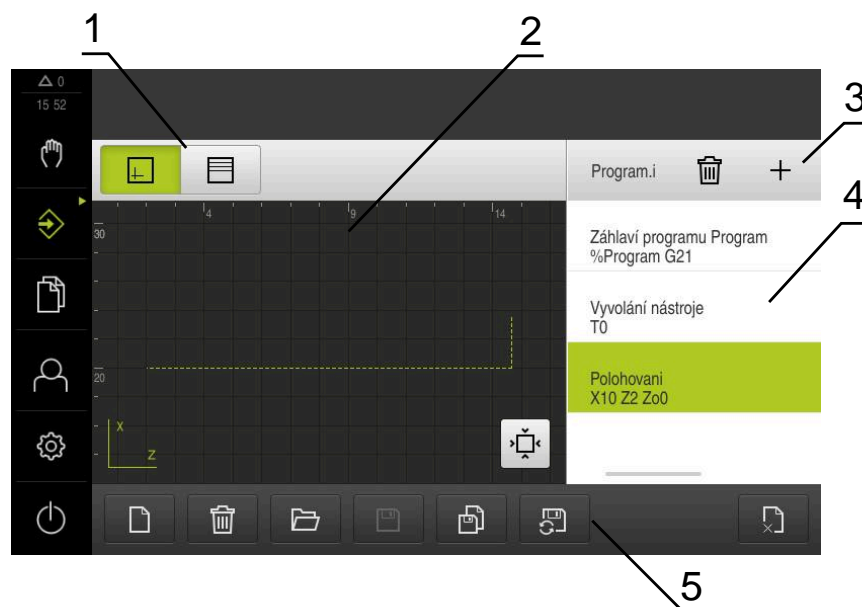 1
2
3
4
5
0
15 52
Program.i
4
9
14
30
20
X
Z
Záhlaví programu Program
%Program G21
Vyvolání nástroje
T0
Polohovani
X10 Z2 Zo0